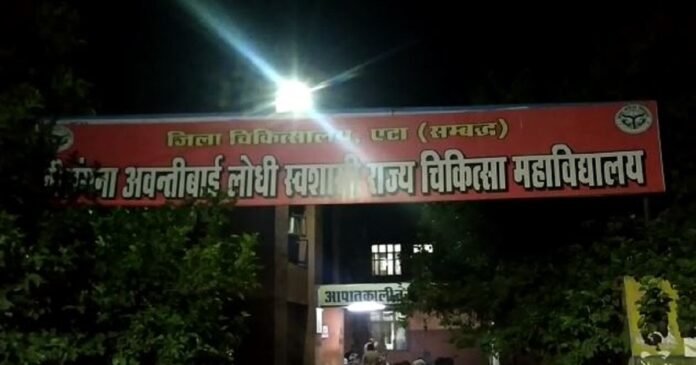 जिला चिकित्सालय, एटा (सम्बद्ध)
अवन्तीबाई लोधी स्वशासी राज्य चिकित्सा महाविद्यालय